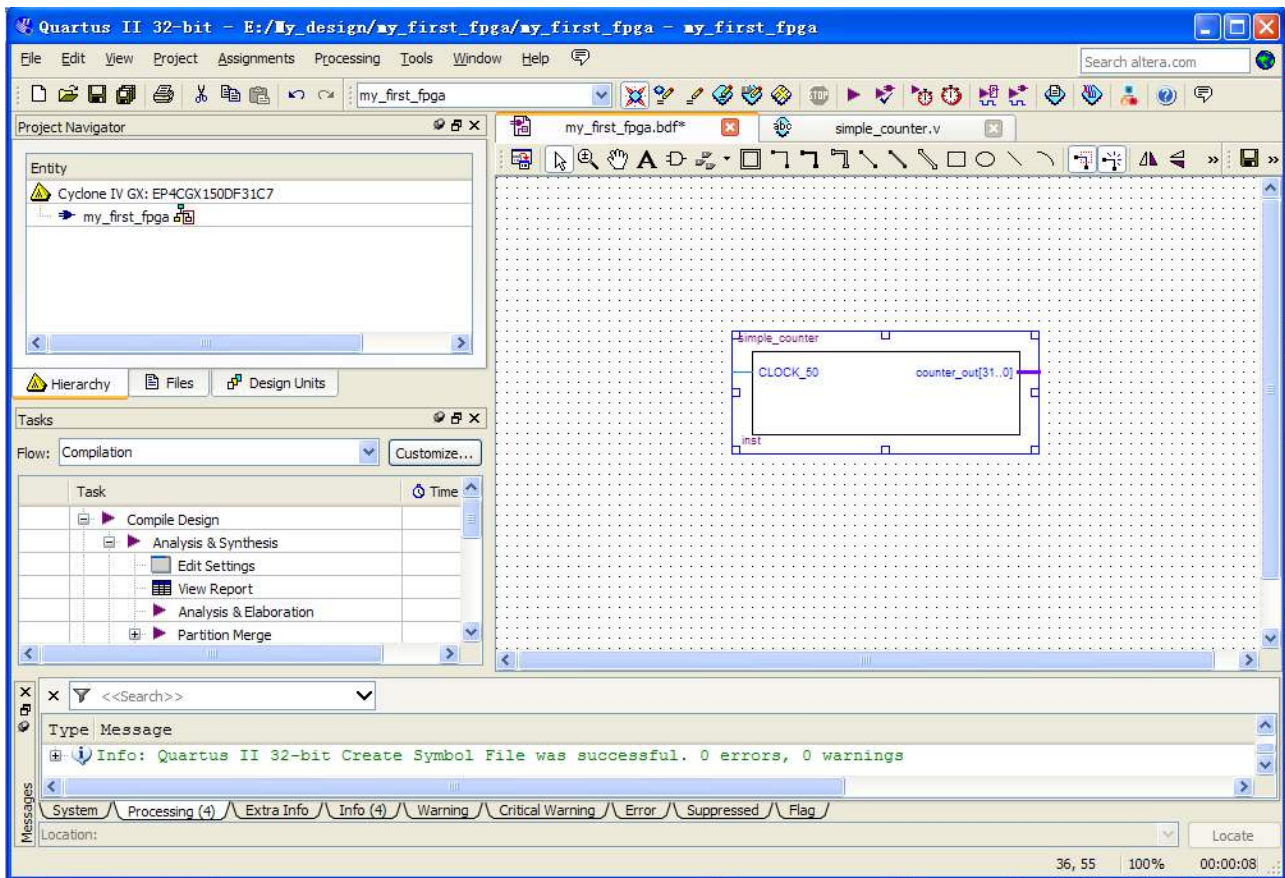 Quartus II 32-bit - E:/My_design/my_first_fpga/my_first_fpga - my_first_fpga
File Edit View Project Assignments Processing Tools Window Help
Search altera.com
my_first_fpga
STOP
Project Navigator
my_first_fpga.bdf*
abc
simple_counter.v
A
Entity
Cyclone IV GX: EP4CGX150DF31C7
my_first_fpga
simple_counter
CLOCK_50
counter_out[31..0]
inst
Hierarchy
Files
Design Units
Tasks
Flow: Compilation
Customize...
Task
Time
Compile Design
Analysis & Synthesis
Edit Settings
View Report
Analysis & Elaboration
Partition Merge
<<Search>>
Type Message
Info: Quartus II 32-bit Create Symbol File was successful. 0 errors, 0 warnings
System Processing (4) Extra Info Info (4) Warning Critical Warning Error Suppressed Flag
Messages
Location:
Locate
36, 55
100%
00:00:08